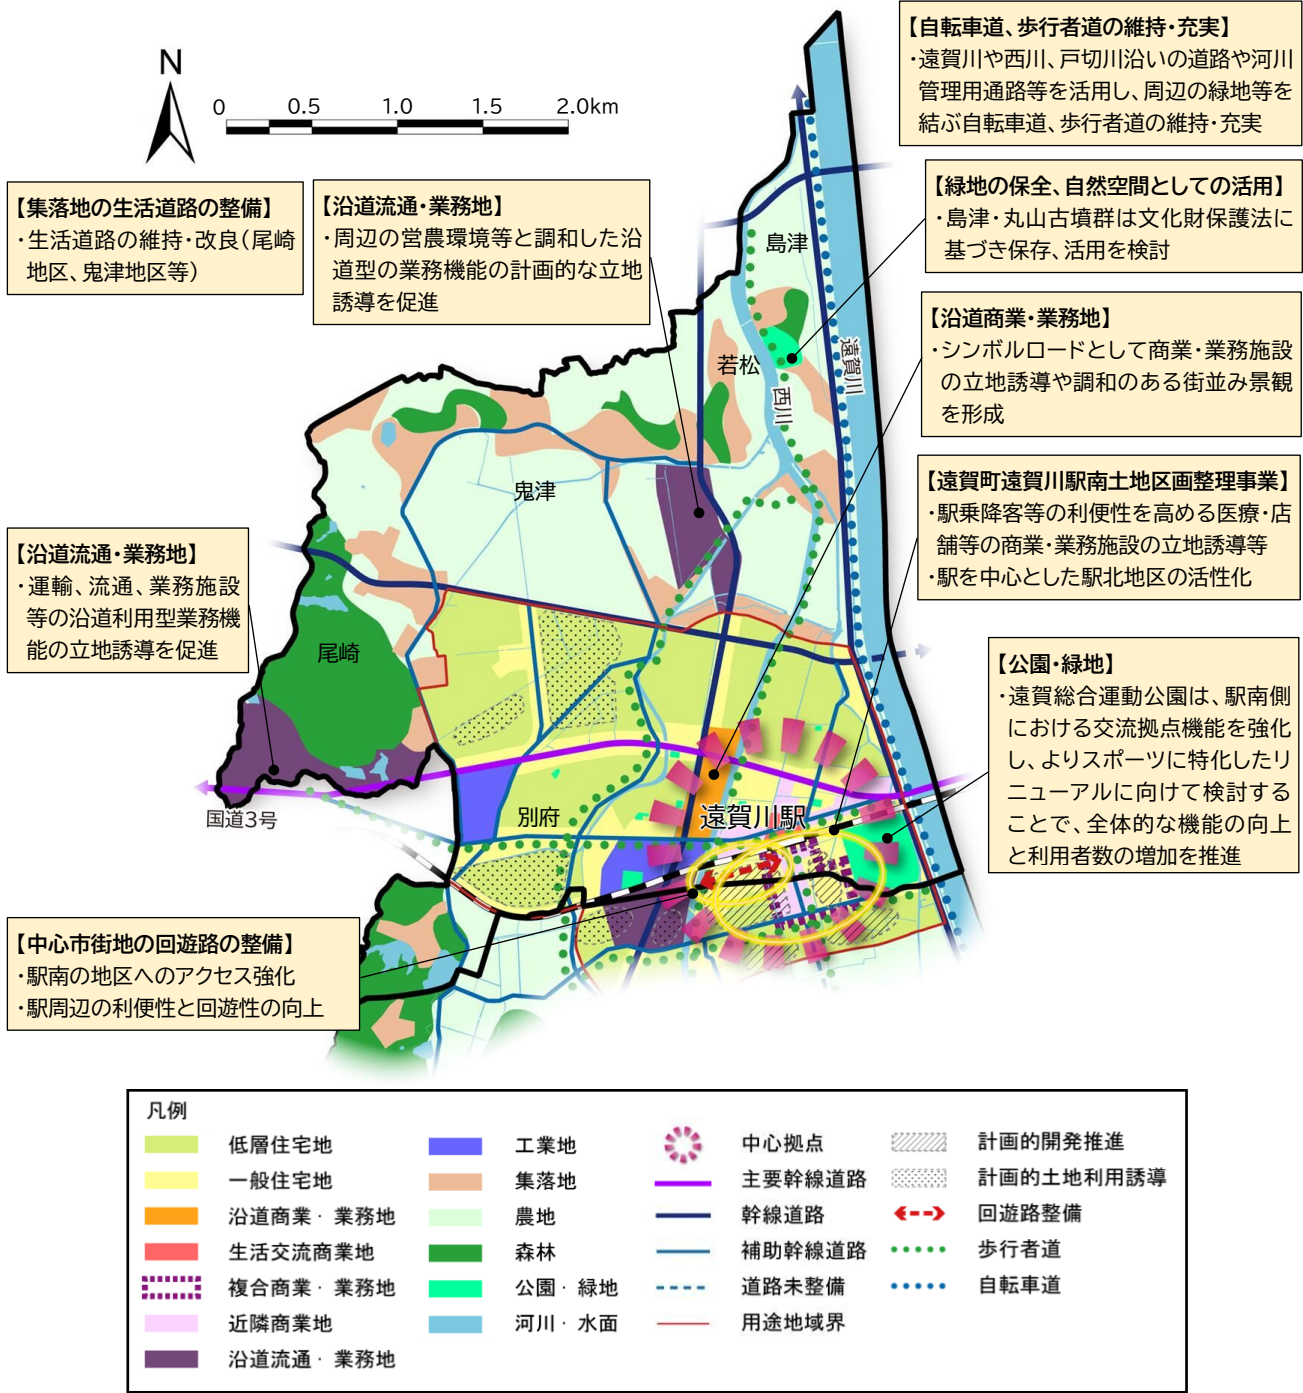 N
0 0.5 1.0 1.5 2.0km
【自転車道、歩行者道の維持・充実】
・遠賀川や西川、戸切川沿いの道路や河川
管理用通路等を活用し、周辺の緑地等を
結ぶ自転車道、歩行者道の維持・充実
【集落地の生活道路の整備】
・生活道路の維持・改良(尾崎
地区、鬼津地区等)
【沿道流通・業務地】
・周辺の営農環境等と調和した沿
道型の業務機能の計画的な立地
誘導を促進
【緑地の保全、自然空間としての活用】
・島津・丸山古墳群は文化財保護法に
基づき保存、活用を検討
【沿道商業・業務地】
・シンボルロードとして商業・業務施設
の立地誘導や調和のある街並み景観
を形成
【遠賀町遠賀川駅南土地区画整理事業】
・駅乗降客等の利便性を高める医療・店
舗等の商業・業務施設の立地誘導等
・駅を中心とした駅北地区の活性化
【沿道流通・業務地】
・運輸、流通、業務施設
等の沿道利用型業務機
能の立地誘導を促進
【公園・緑地】
・遠賀総合運動公園は、駅南側
における交流拠点機能を強化
し、よりスポーツに特化したリ
ニューアルに向けて検討する
ことで、全体的な機能の向上
と利用者数の増加を推進
【中心市街地の回遊路の整備】
・駅南の地区へのアクセス強化
・駅周辺の利便性と回遊性の向上
島津
若松
遠賀川
西川
鬼津
尾崎
別府
遠賀川駅
国道3号
凡例
低層住宅地
一般住宅地
沿道商業・業務地
生活交流商業地
複合商業・業務地
近隣商業地
沿道流通・業務地
工業地
集落地
農地
森林
公園・緑地
河川・水面
中心拠点
主要幹線道路
幹線道路
補助幹線道路
道路未整備
用途地域界
計画的開発推進
計画的土地利用誘導
回遊路整備
歩行者道
自転車道